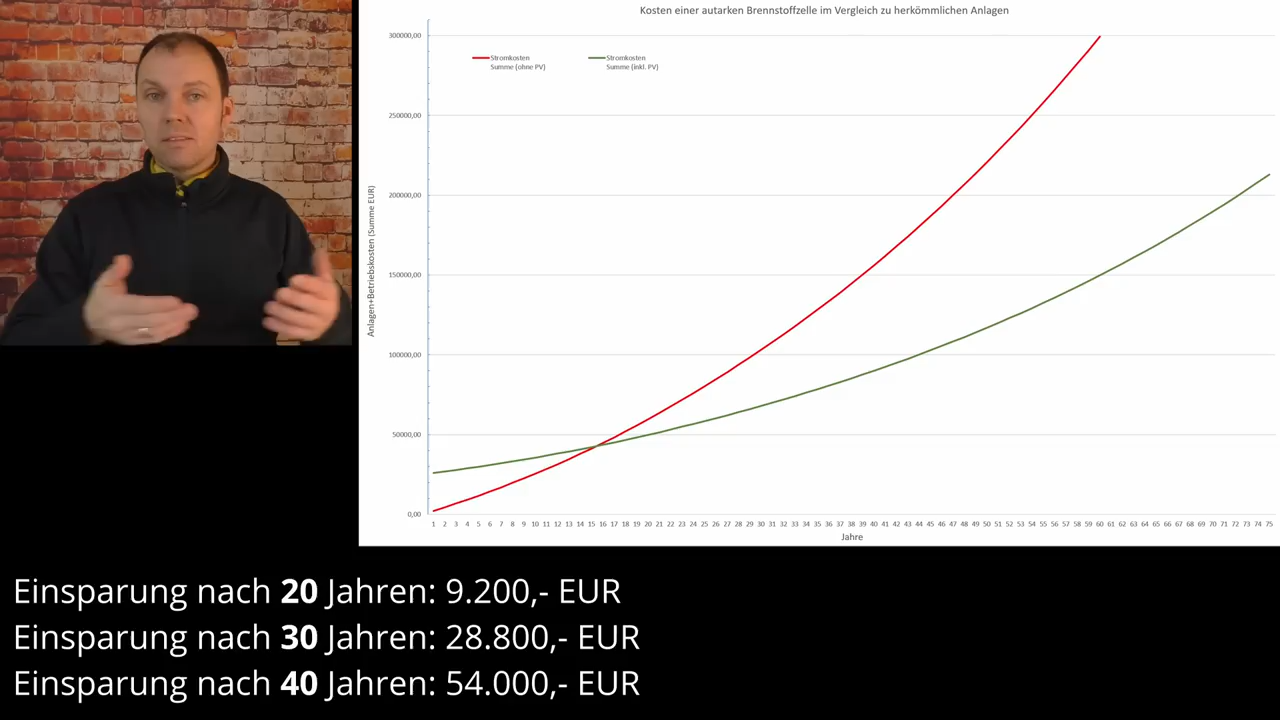 Kosten einer autarken Brennstoffzelle im Vergleich zu herkömmlichen Anlagen
300000,00
250000,00
200000,00
150000,00
100000,00
50000,00
0,00
Stromkosten
Summe (ohne PV)
Stromkosten
Summe (inkl. PV)
Anlagen+Betriebskosten (Summe EUR)
1 2 3 4 5 6 7 8 9 10 11 12 13 14 15 16 17 18 19 20 21 22 23 24 25 26 27 28 29 30 31 32 33 34 35 36 37 38 39 40 41 42 43 44 45 46 47 48 49 50 51 52 53 54 55 56 57 58 59 60 61 62 63 64 65 66 67 68 69 70 71 72 73 74 75
Jahre
Einsparung nach 20 Jahren: 9.200,- EUR
Einsparung nach 30 Jahren: 28.800,- EUR
Einsparung nach 40 Jahren: 54.000,- EUR